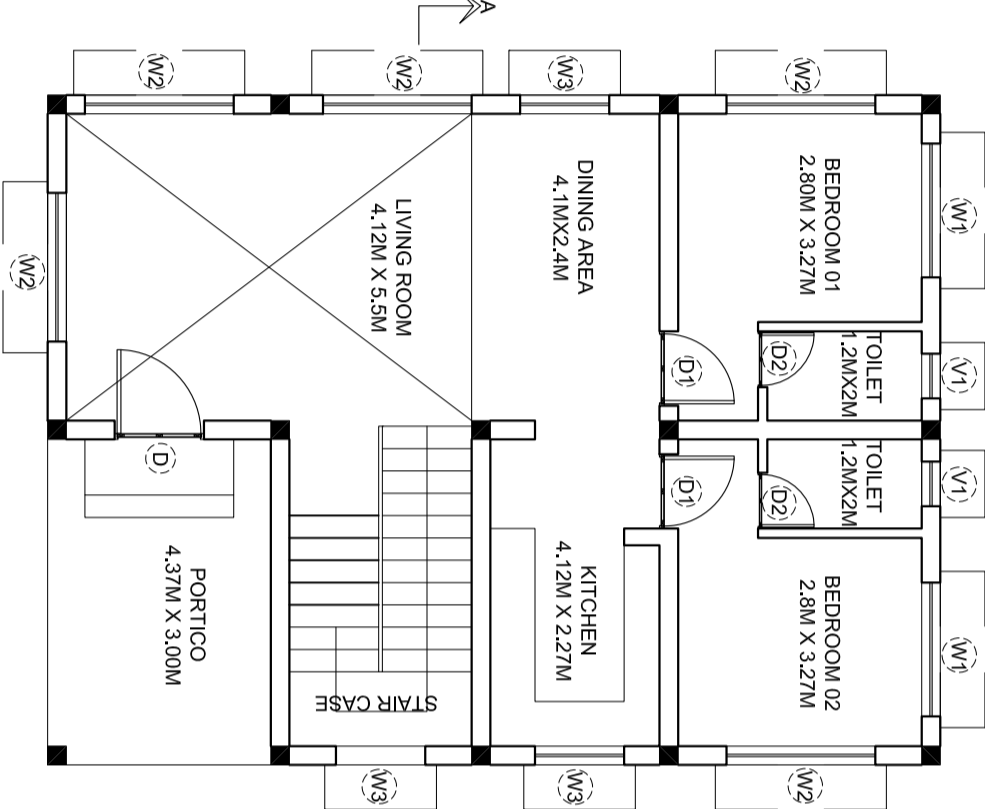 A
W2
W2
W3
W2
BEDROOM 01
2.80M X 3.27M
W1
DINING AREA
4.1MX2.4M
LIVING ROOM
4.12M X 5.5M
W2
TOILET
1.2MX2M
V1
D1
D2
D
TOILET
1.2MX2M
V1
D1
D2
PORTICO
4.37M X 3.00M
STAIR CASE
KITCHEN
4.12M X 2.27M
BEDROOM 02
2.8M X 3.27M
W1
W3
W3
W2